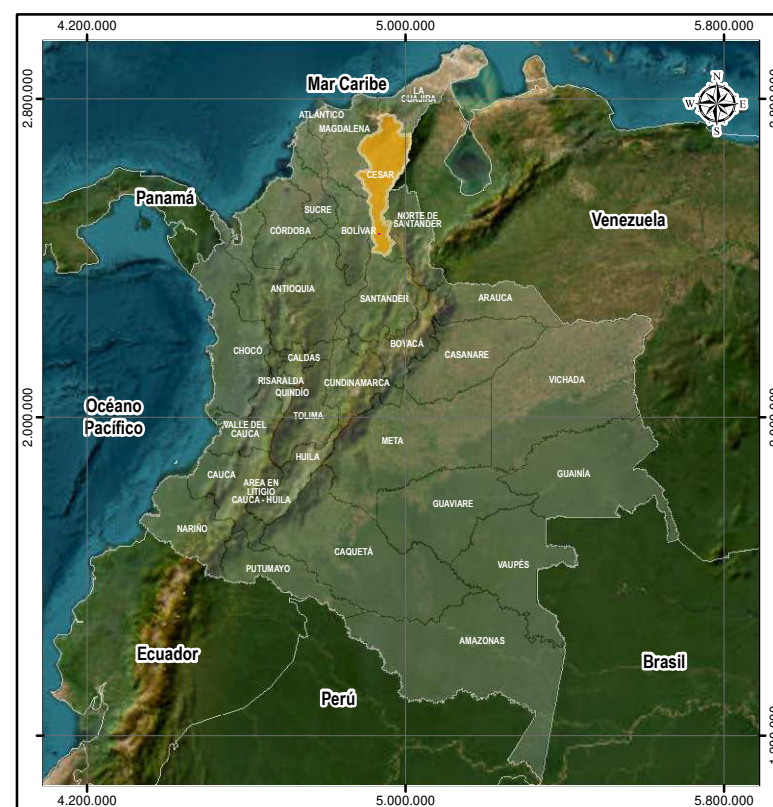 4.200.000
5.000.000
5.800.000
Mar Caribe
LA
GUAJIRA
N
W
E
S
2.800.000
ATLÁNTICO
MAGDALENA
CESAR
Panamá
SUCRE
NORTE DE
SANTANDER
CÓRDOBA
BOLÍVAR
Venezuela
ANTIOQUIA
SANTANDER
ARAUCA
CHOCÓ
CALDAS
BOYACÁ
CASANARE
RISARALDA
QUINDÍO
CUNDINAMARCA
VICHADA
Océano
Pacífico
TOLIMA
2.000.000
VALLE DEL
CAUCA
META
HUILA
CAUCA
AREA EN
LITIGIO
CAUCA - HUILA
GUAINÍA
GUAVIARE
NARIÑO
CAQUETÁ
PUTUMAYO
VAUPÉS
AMAZONAS
Ecuador
Perú
Brasil
4.200.000
5.000.000
5.800.000